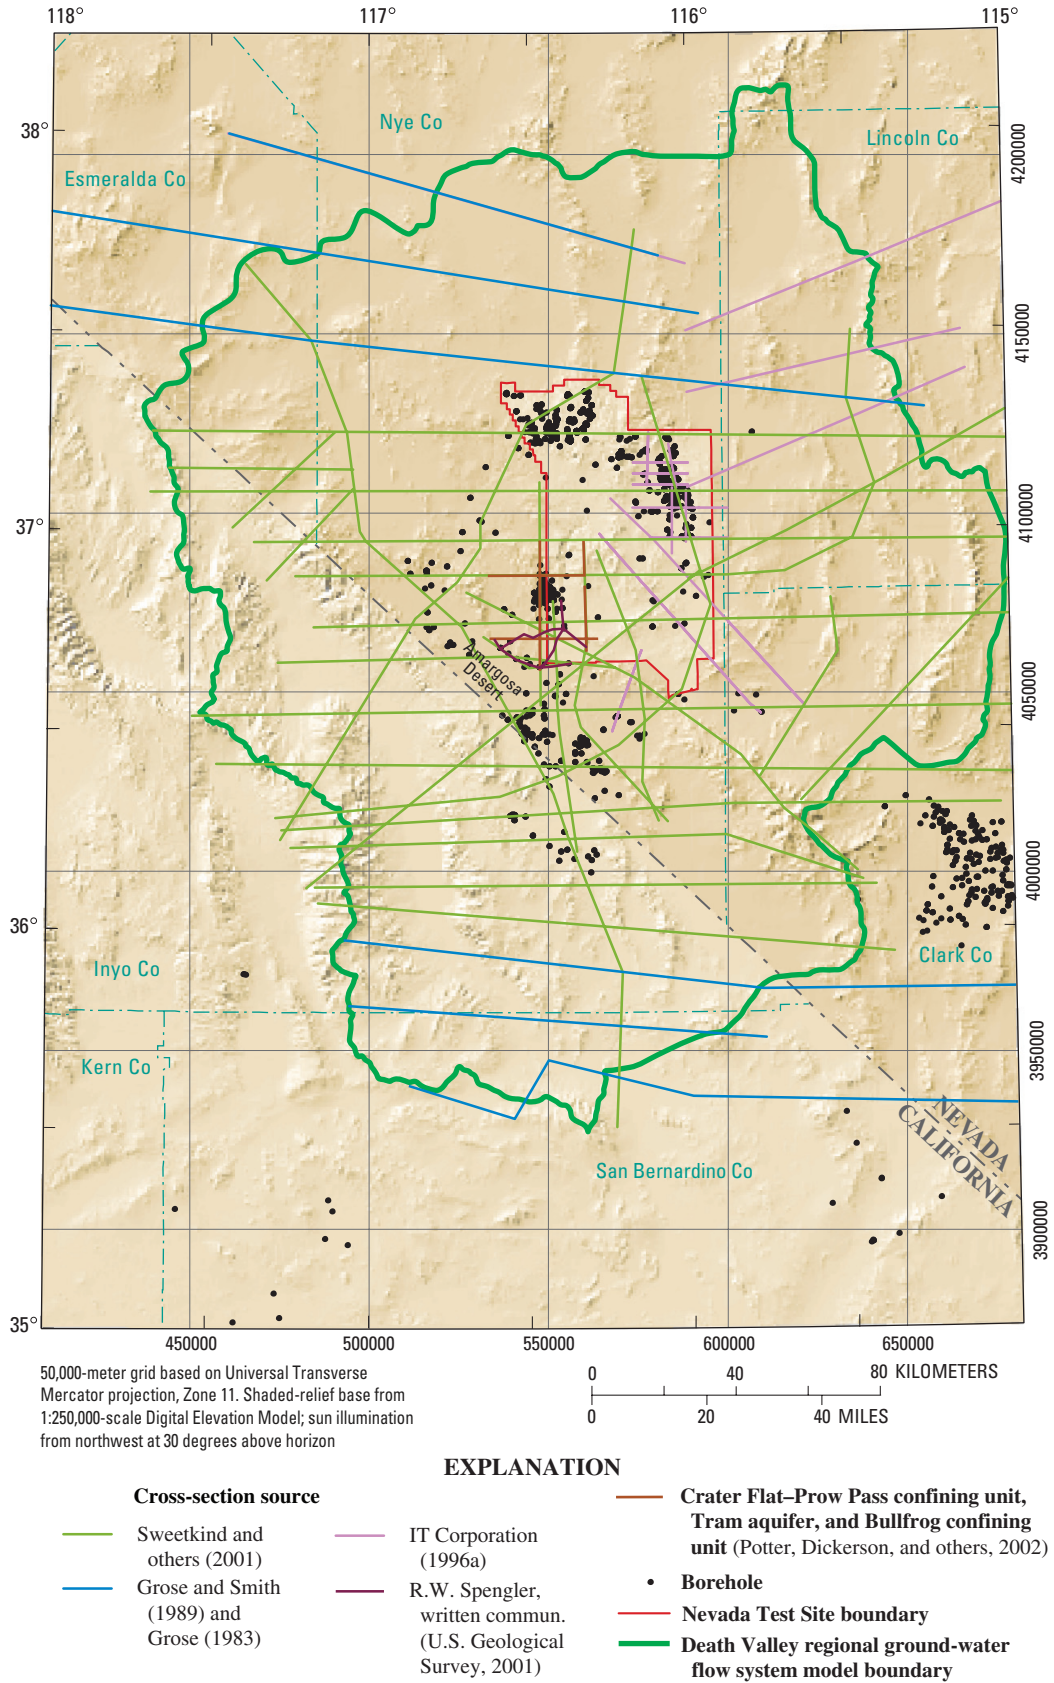 118°
117°
116°
115°
38°
37°
36°
35°
Nye Co
Lincoln Co
Esmeralda Co
Amargosa
Desert
Inyo Co
Clark Co
Kern Co
San Bernardino Co
NEVADA
CALIFORNIA
4200000
4150000
4100000
4050000
4000000
3950000
3900000
450000
500000
550000
600000
650000
50,000-meter grid based on Universal Transverse
Mercator projection, Zone 11. Shaded-relief base from
1:250,000-scale Digital Elevation Model; sun illumination
from northwest at 30 degrees above horizon
0 40 80 KILOMETERS
0 20 40 MILES
EXPLANATION
Cross-section source
Sweetkind and
others (2001)
Grose and Smith
(1989) and
Grose (1983)
IT Corporation
(1996a)
R.W. Spengler,
written commun.
(U.S. Geological
Survey, 2001)
Crater Flat–Prow Pass confining unit,
Tram aquifer, and Bullfrog confining
unit (Potter, Dickerson, and others, 2002)
Borehole
Nevada Test Site boundary
Death Valley regional ground-water
flow system model boundary